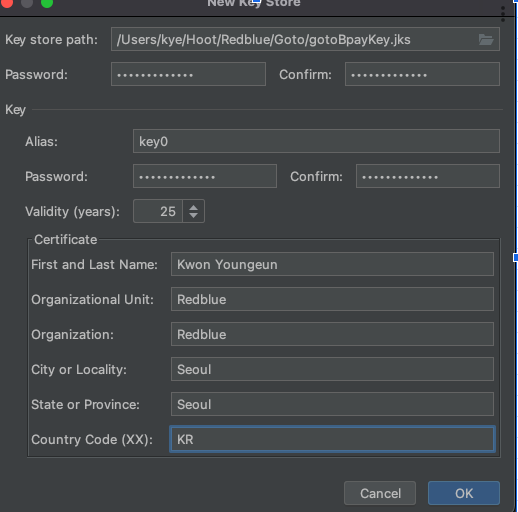 New Key Store
Key store path: /Users/kye/Hoot/Redblue/Goto/gotoBpayKey.jks
Password: ••••••••••••• Confirm: •••••••••••••
Key
Alias: key0
Password: ••••••••••••• Confirm: •••••••••••••
Validity (years): 25
Certificate
First and Last Name: Kwon Youngeun
Organizational Unit: Redblue
Organization: Redblue
City or Locality: Seoul
State or Province: Seoul
Country Code (XX): KR
Cancel OK